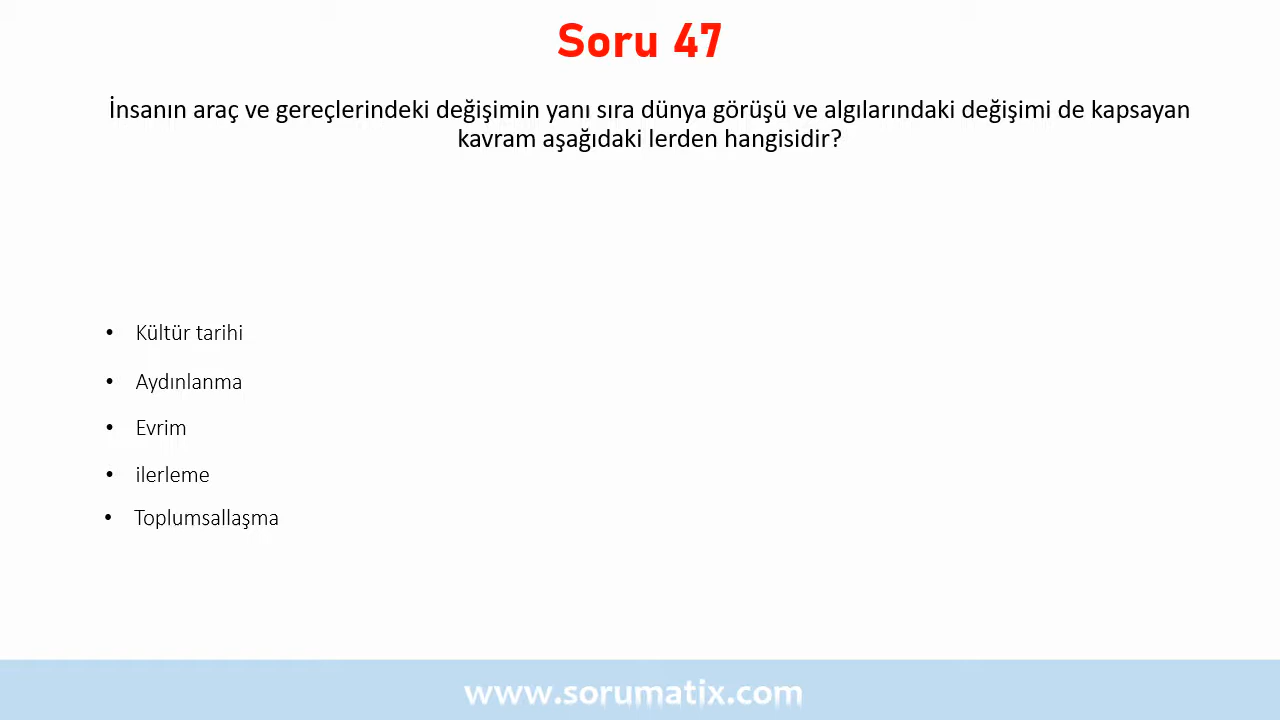 Soru 47
İnsanın araç ve gereçlerindeki değişimin yanı sıra dünya görüşü ve algılarındaki değişimi de kapsayan
kavram aşağıdaki lerden hangisidir?
• Kültür tarihi
• Aydınlanma
• Evrim
• ilerleme
• Toplumsallaşma
www.sorumatix.com